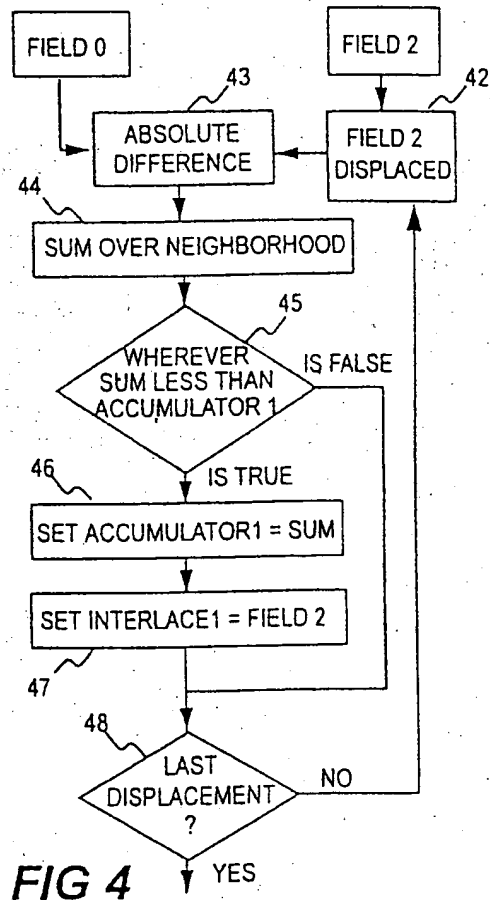 FIELD 0
FIELD 2
43
42
ABSOLUTE
DIFFERENCE
FIELD 2
DISPLACED
44
SUM OVER NEIGHBORHOOD
45
WHEREVER
SUM LESS THAN
ACCUMULATOR 1
IS FALSE
46
IS TRUE
SET ACCUMULATOR1 = SUM
SET INTERLACE1 = FIELD 2
47
48
LAST
DISPLACEMENT
?
NO
YES
FIG 4